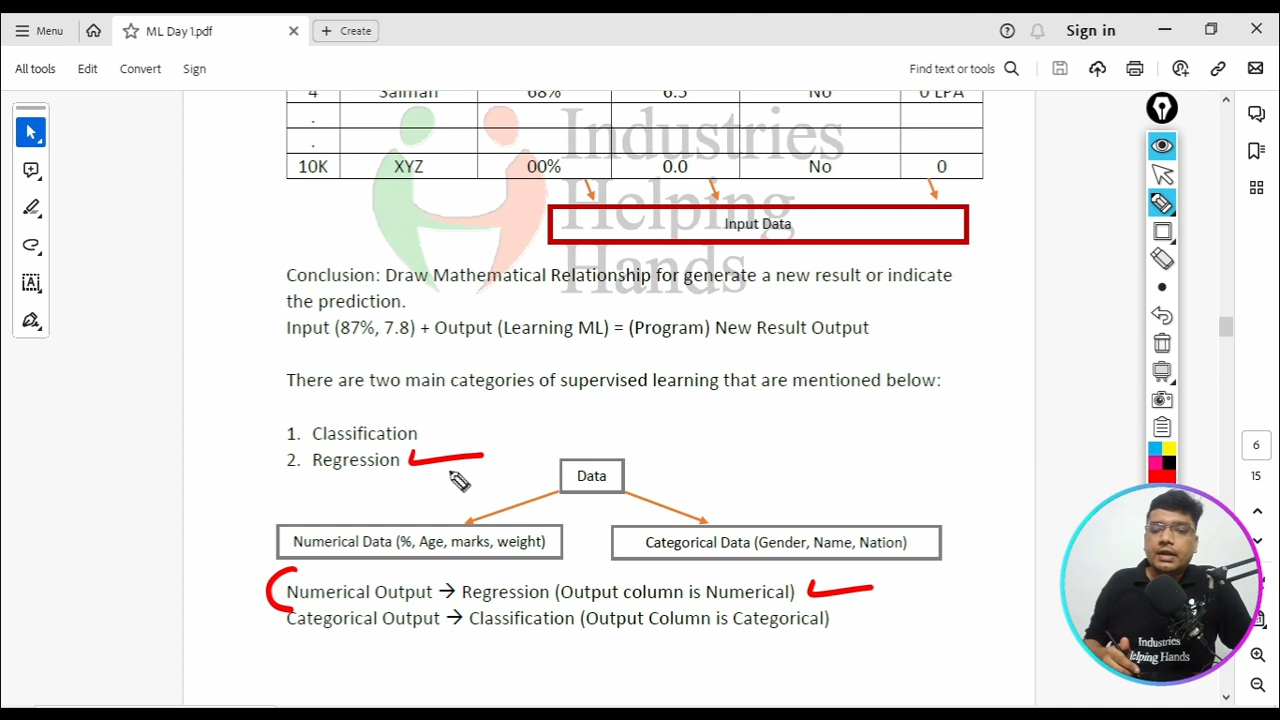 Menu
ML Day 1.pdf
Create
Sign in
All tools
Edit
Convert
Sign
Find text or tools
4 Salman 68% 6.5 No 0 LPA
.
.
10K XYZ 00% 0.0 No 0
Industries
Helping
Hands
Input Data
Conclusion: Draw Mathematical Relationship for generate a new result or indicate
the prediction.
Input (87%, 7.8) + Output (Learning ML) = (Program) New Result Output
There are two main categories of supervised learning that are mentioned below:
1. Classification
2. Regression
Data
Numerical Data (%, Age, marks, weight)
Categorical Data (Gender, Name, Nation)
Numerical Output → Regression (Output column is Numerical)
Categorical Output → Classification (Output Column is Categorical)
6
15
Industries
Helping
Hands